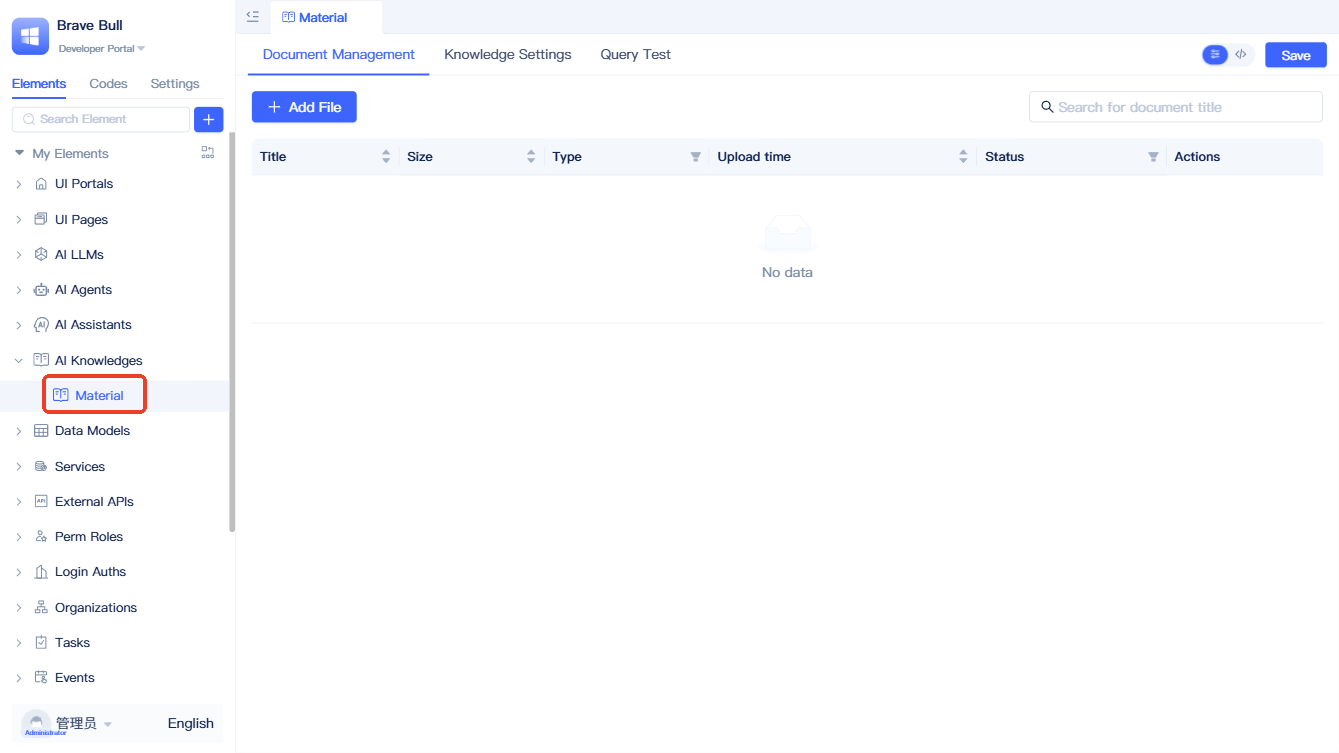 Brave Bull
Developer Portal
Elements Codes Settings
Search Element
My Elements
UI Portals
UI Pages
AI LLMs
AI Agents
AI Assistants
AI Knowledges
Material
Data Models
Services
External APIs
Perm Roles
Login Auths
Organizations
Tasks
Events
管理员
Administrator
English
Material
Document Management Knowledge Settings Query Test
Save
Add File
Search for document title
Title Size Type Upload time Status Actions
No data